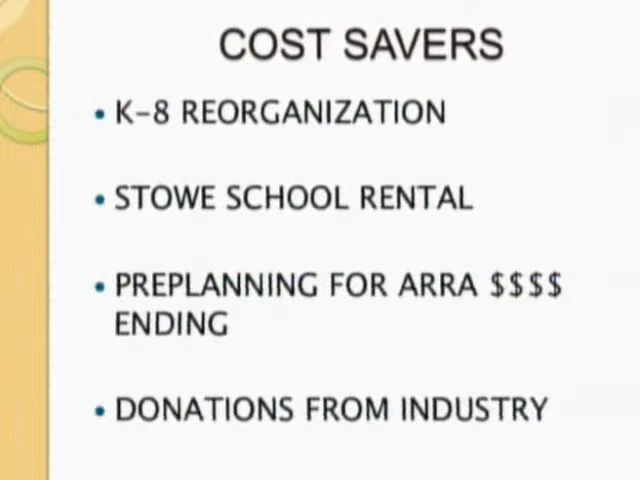 COST SAVERS
• K-8 REORGANIZATION
• STOWE SCHOOL RENTAL
• PREPLANNING FOR ARRA $$$$
ENDING
• DONATIONS FROM INDUSTRY